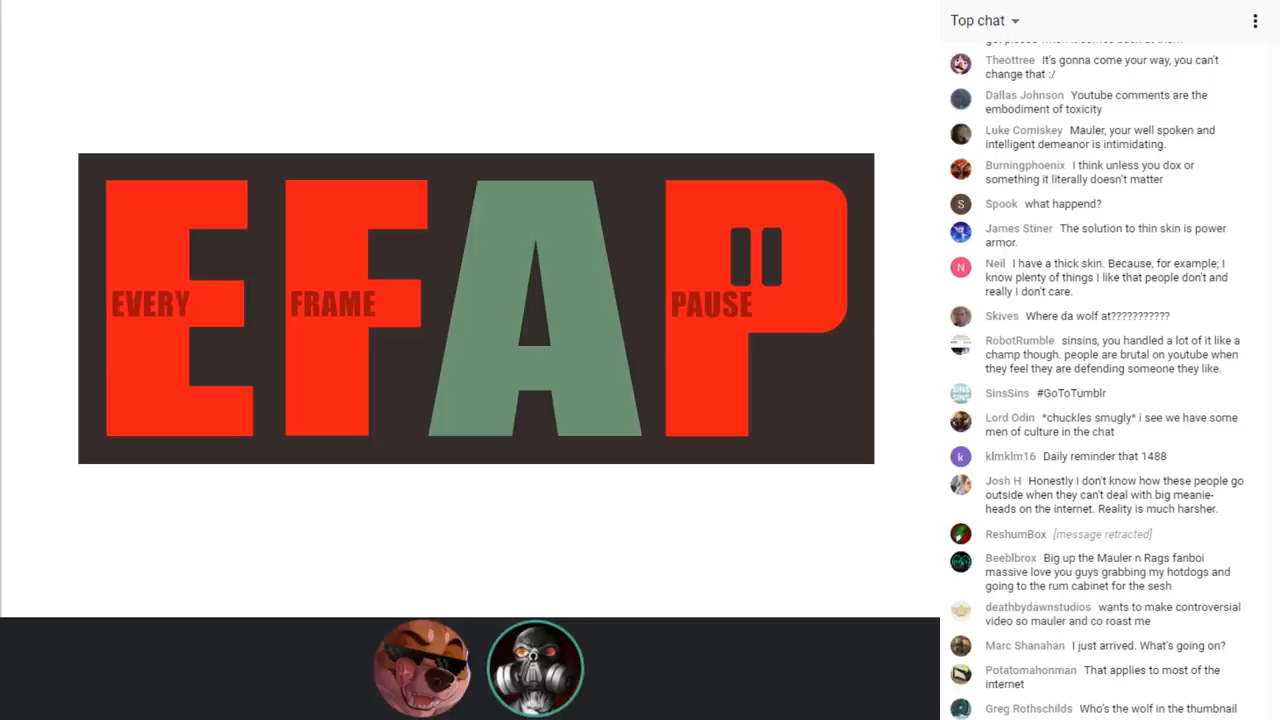 EFAP
EVERY FRAME PAUSE
Top chat
Theottree It's gonna come your way, you can't
change that :/
Dallas Johnson Youtube comments are the
embodiment of toxicity
Luke Comiskey Mauler, your well spoken and
intelligent demeanor is intimidating.
Burningphoenix I think unless you dox or
something it literally doesn't matter
S Spook what happend?
James Stiner The solution to thin skin is power
armor.
N Neil I have a thick skin. Because, for example; I
know plenty of things I like that people don't and
really I don't care.
Skives Where da wolf at???????????
RobotRumble sinsins, you handled a lot of it like a
champ though. people are brutal on youtube when
they feel they are defending someone they like.
SinsSins #GoToTumblr
Lord Odin *chuckles smugly* i see we have some
men of culture in the chat
k klmklm16 Daily reminder that 1488
Josh H Honestly I don't know how these people go
outside when they can't deal with big meanie-
heads on the internet. Reality is much harsher.
ReshumBox [message retracted]
Beeblbrox Big up the Mauler n Rags fanboi
massive love you guys grabbing my hotdogs and
going to the rum cabinet for the sesh
deathbydawnstudios wants to make controversial
video so mauler and co roast me
Marc Shanahan I just arrived. What's going on?
Potatomahonman That applies to most of the
internet
Greg Rothschilds Who's the wolf in the thumbnail